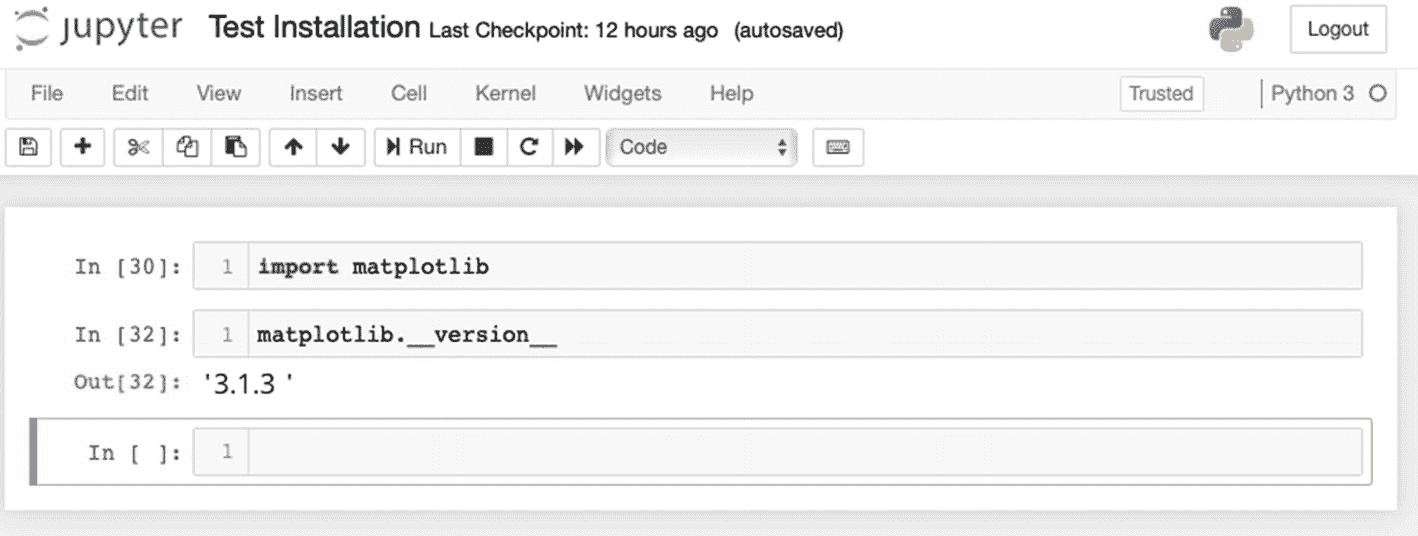 jupyter Test Installation Last Checkpoint: 12 hours ago (autosaved) Logout
File Edit View Insert Cell Kernel Widgets Help Trusted Python 3
Run Code
In [30]: 1 import matplotlib
In [32]: 1 matplotlib.__version__
Out[32]: '3.1.3 '
In [ ]: 1